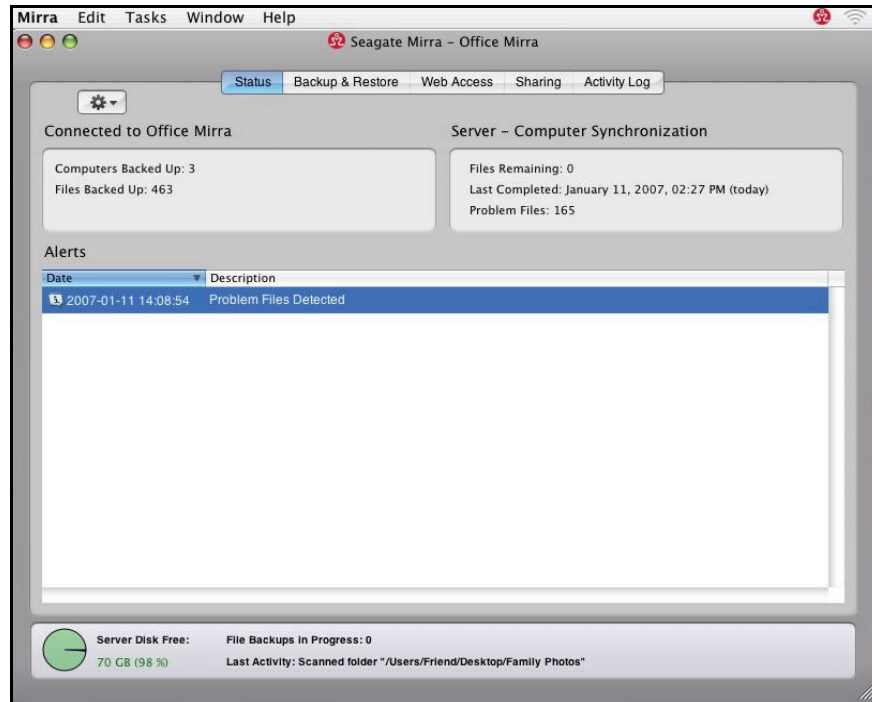 Mirra Edit Tasks Window Help
Seagate Mirra – Office Mirra
Status Backup & Restore Web Access Sharing Activity Log
Connected to Office Mirra
Computers Backed Up: 3
Files Backed Up: 463
Server – Computer Synchronization
Files Remaining: 0
Last Completed: January 11, 2007, 02:27 PM (today)
Problem Files: 165
Alerts
Date Description
2007-01-11 14:08:54 Problem Files Detected
Server Disk Free:
70 GB (98 %)
File Backups in Progress: 0
Last Activity: Scanned folder "/Users/Friend/Desktop/Family Photos"